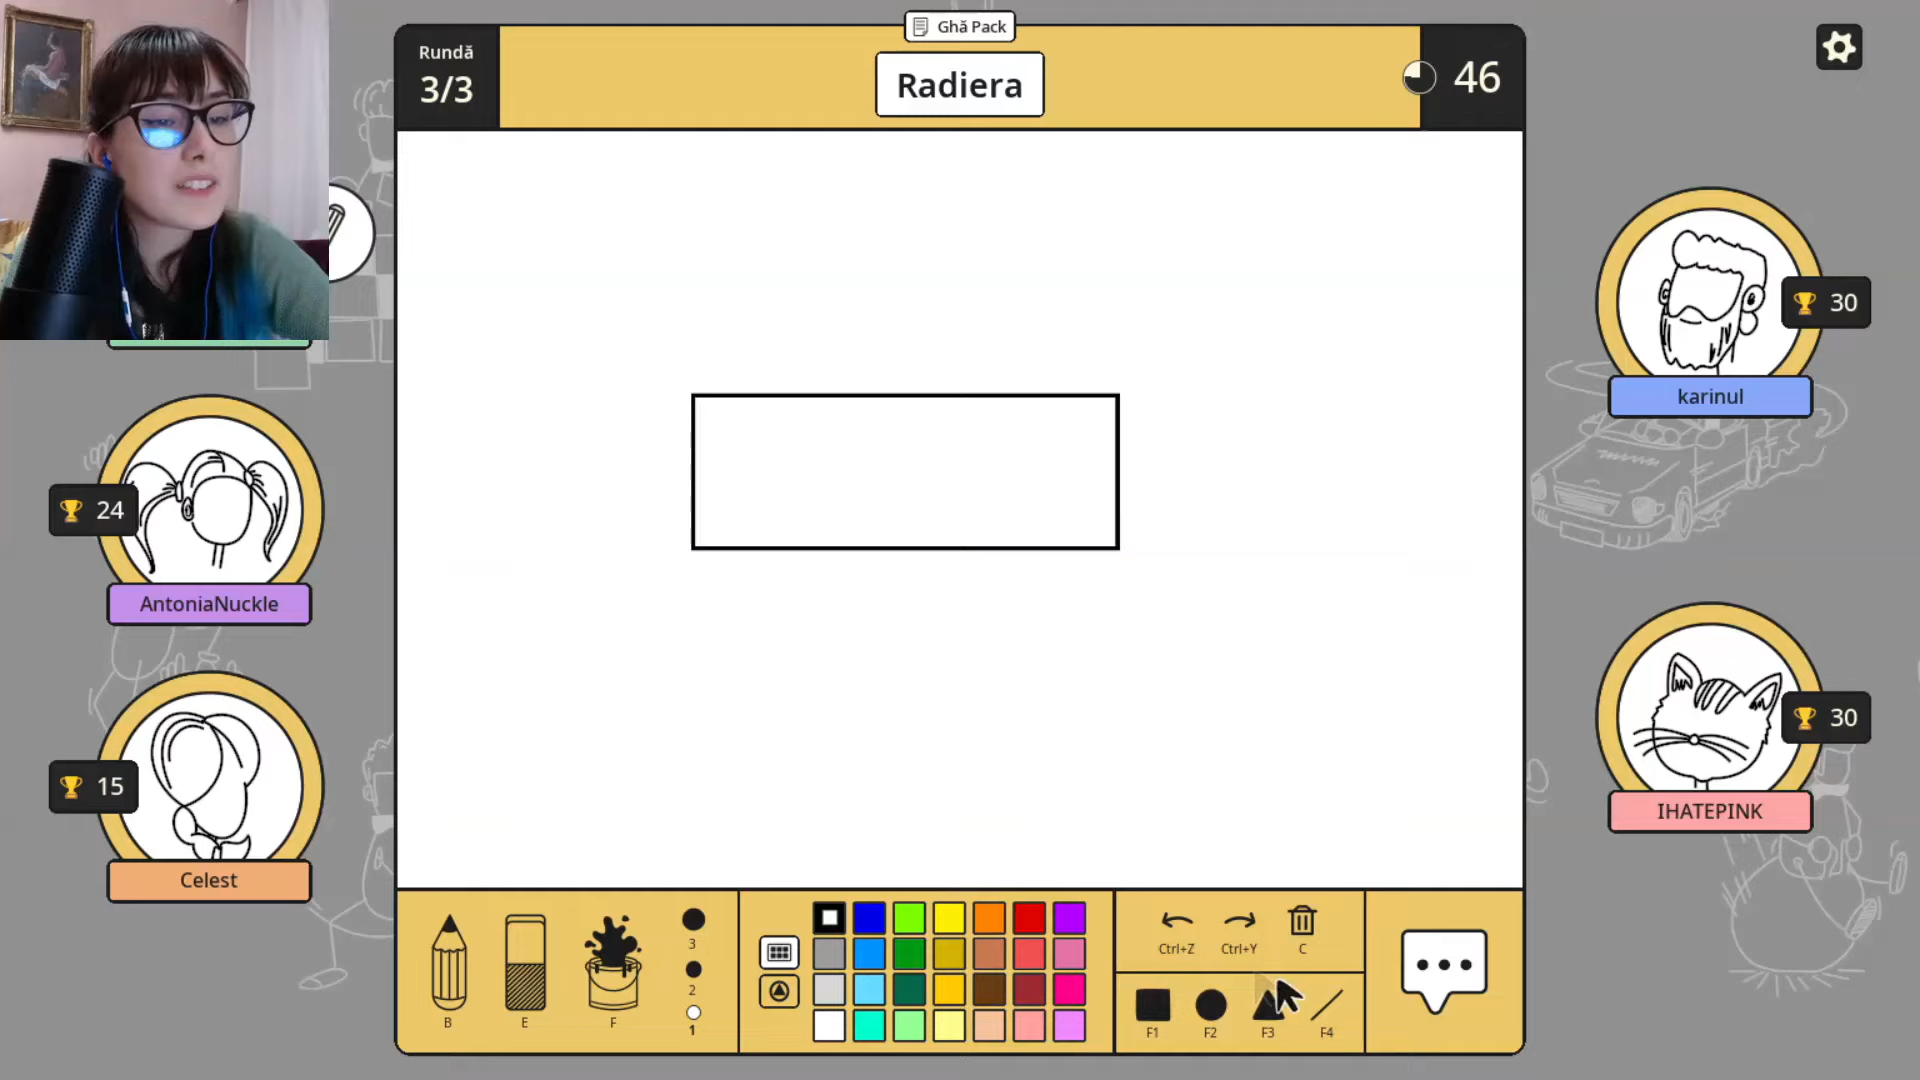 Ghă Pack
Rundă
3/3
Radiera
46
30
karinul
24
AntoniaNuckle
30
IHATEPINK
15
Celest
B
E
F
3
2
1
Ctrl+Z
Ctrl+Y
C
F1
F2
F3
F4